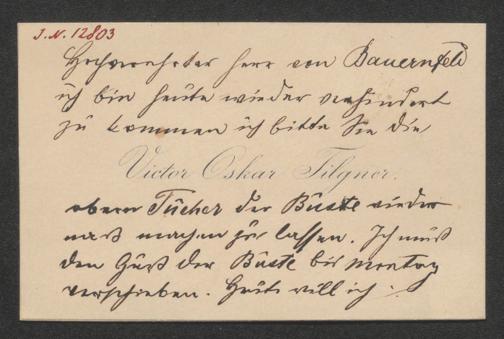 J.N. 12803
Hochverehrter Herr von Bauernfeld
ich bin heute wieder verhindert
zu kommen ich bitte Sie die
Victor Oskar Tilgner.
oberen Tücher der Büste wieder
naß machen zu lassen. Ich muß
den Guß der Büste bis Montag
verschieben. Heute will ich